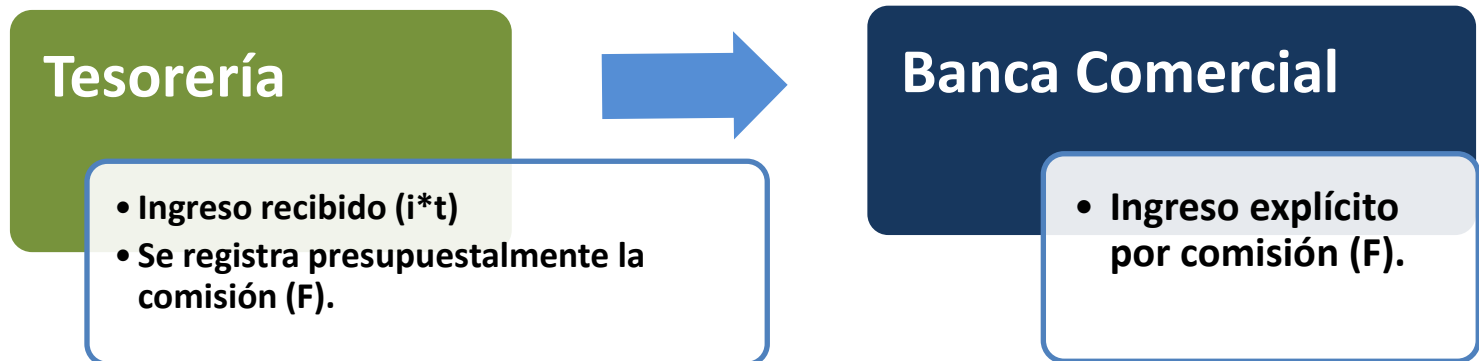 Tesorería
• Ingreso recibido (i*t)
• Se registra presupuestalmente la
comisión (F).
Banca Comercial
• Ingreso explícito
por comisión (F).